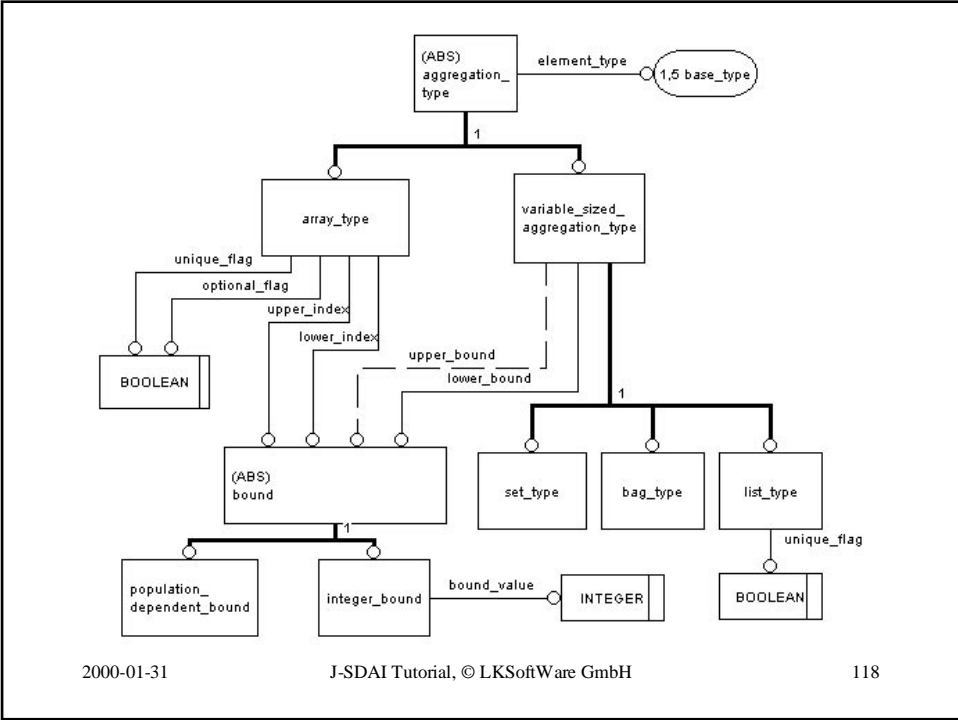 (ABS)
aggregation_
type
element_type
1,5 base_type
1
array_type
variable_sized_
aggregation_type
unique_flag
optional_flag
upper_index
lower_index
upper_bound
lower_bound
BOOLEAN
1
(ABS)
bound
set_type
bag_type
list_type
1
unique_flag
population_
dependent_bound
integer_bound
bound_value
INTEGER
BOOLEAN
2000-01-31
J-SDAI Tutorial, © LKSoftWare GmbH
118